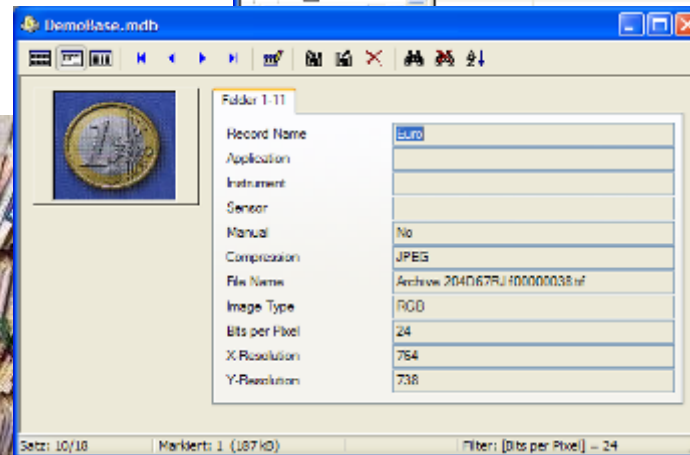 DemoBase.mdb
Felder 1-11
Record Name Euro
Application
Instrument
Sensor
Manual No
Compression JPEG
File Name Archive
Image Type RGB
Bits per Pixel 24
X-Resolution 764
Y-Resolution 738
Satz: 10/18 Markiert: 1 (187 kB) Filter: [Bits per Pixel] = 24